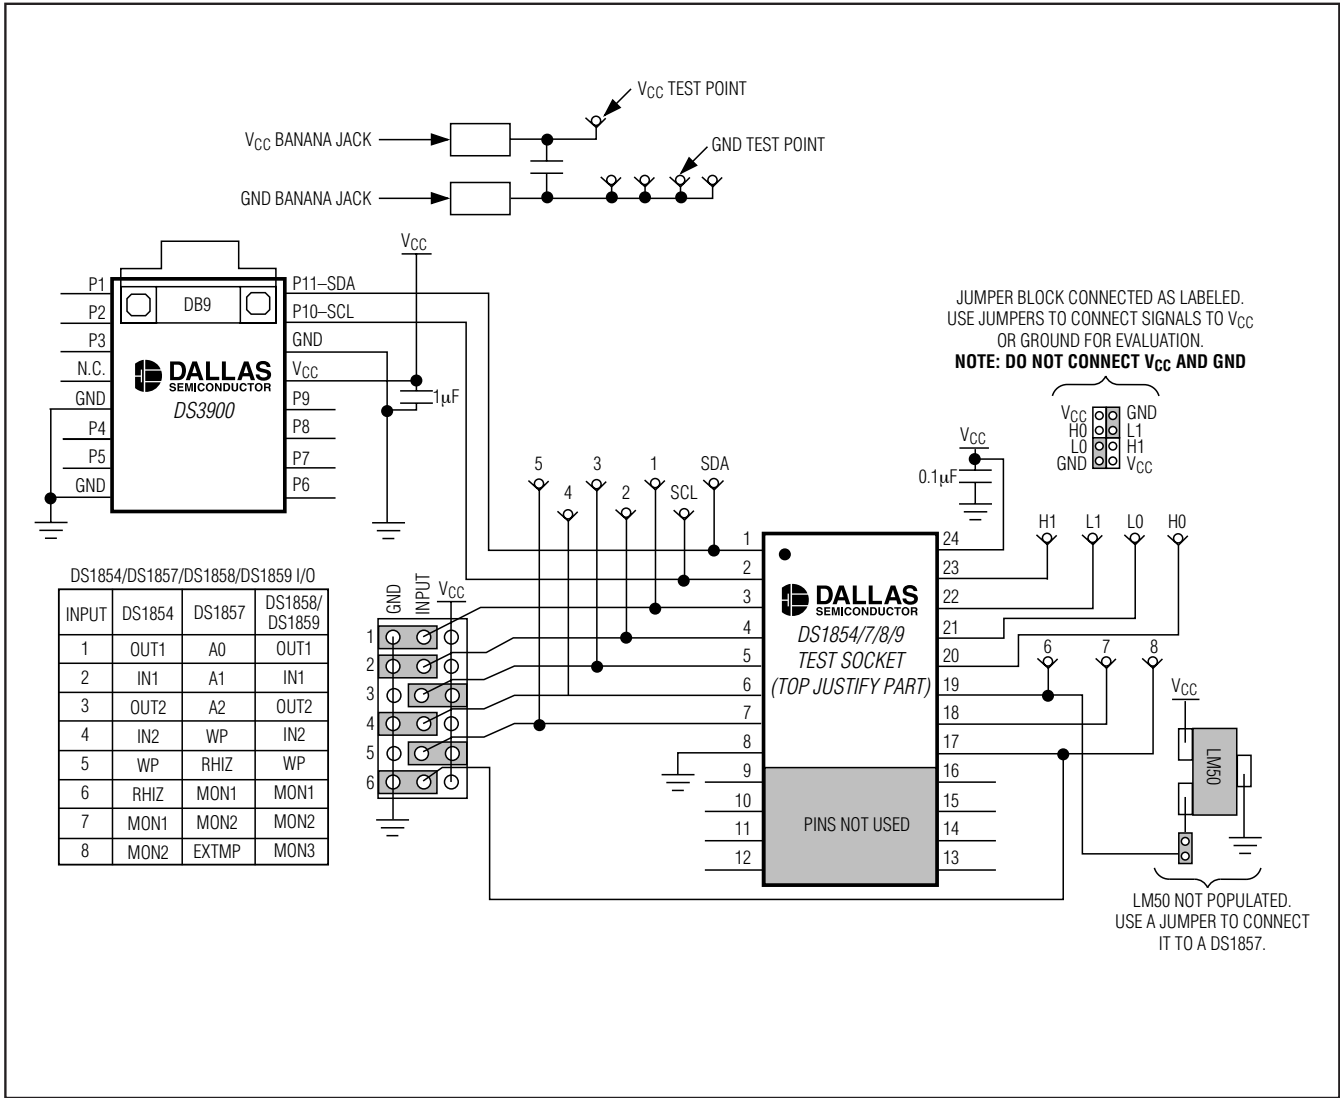 VCC TEST POINT
VCC BANANA JACK
GND TEST POINT
GND BANANA JACK
VCC
P1
P2
P3
N.C.
GND
P4
P5
GND
DB9
DALLAS
SEMICONDUCTOR
DS3900
P11–SDA
P10–SCL
GND
VCC
P9
P8
P7
P6
1µF
JUMPER BLOCK CONNECTED AS LABELED.
USE JUMPERS TO CONNECT SIGNALS TO VCC
OR GROUND FOR EVALUATION.
NOTE: DO NOT CONNECT VCC AND GND
VCC GND
H0 L1
L0 H1
GND VCC
VCC
0.1µF
5 3 1 SDA
4 2 SCL
H1 L1 L0 H0
6 7 8
DS1854/DS1857/DS1858/DS1859 I/O
INPUT DS1854 DS1857 DS1858/
DS1859
1 OUT1 A0 OUT1
2 IN1 A1 IN1
3 OUT2 A2 OUT2
4 IN2 WP IN2
5 WP RHIZ WP
6 RHIZ MON1 MON1
7 MON1 MON2 MON2
8 MON2 EXTMP MON3
GND INPUT VCC
1
2
3
4
5
6
1 24
2 23
3 22
4 21
5 20
6 19
7 18
8 17
9 16
10 15
11 14
12 13
DALLAS
SEMICONDUCTOR
DS1854/7/8/9
TEST SOCKET
(TOP JUSTIFY PART)
PINS NOT USED
VCC
LM50
LM50 NOT POPULATED.
USE A JUMPER TO CONNECT
IT TO A DS1857.